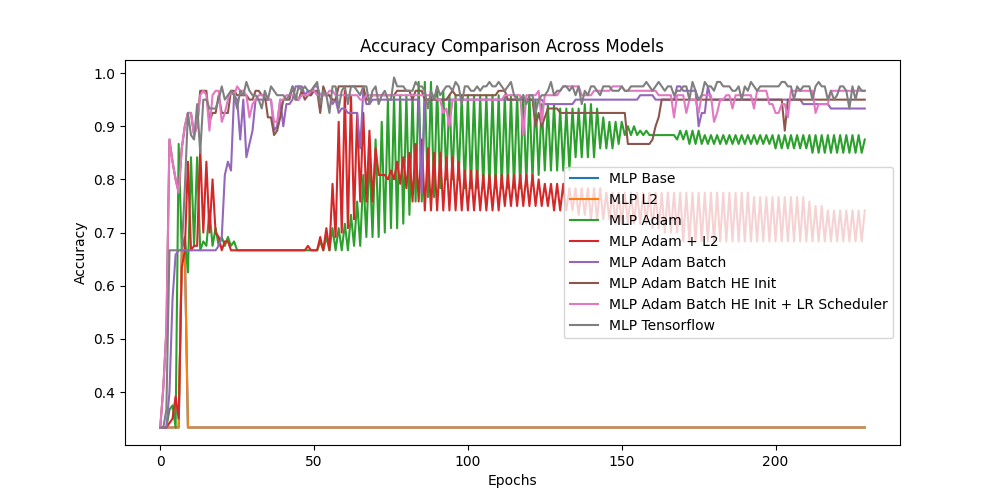 Accuracy Comparison Across Models
1.0
0.9
0.8
0.7
0.6
0.5
0.4
Accuracy
MLP Base
MLP L2
MLP Adam
MLP Adam + L2
MLP Adam Batch
MLP Adam Batch HE Init
MLP Adam Batch HE Init + LR Scheduler
MLP Tensorflow
0 50 100 150 200
Epochs